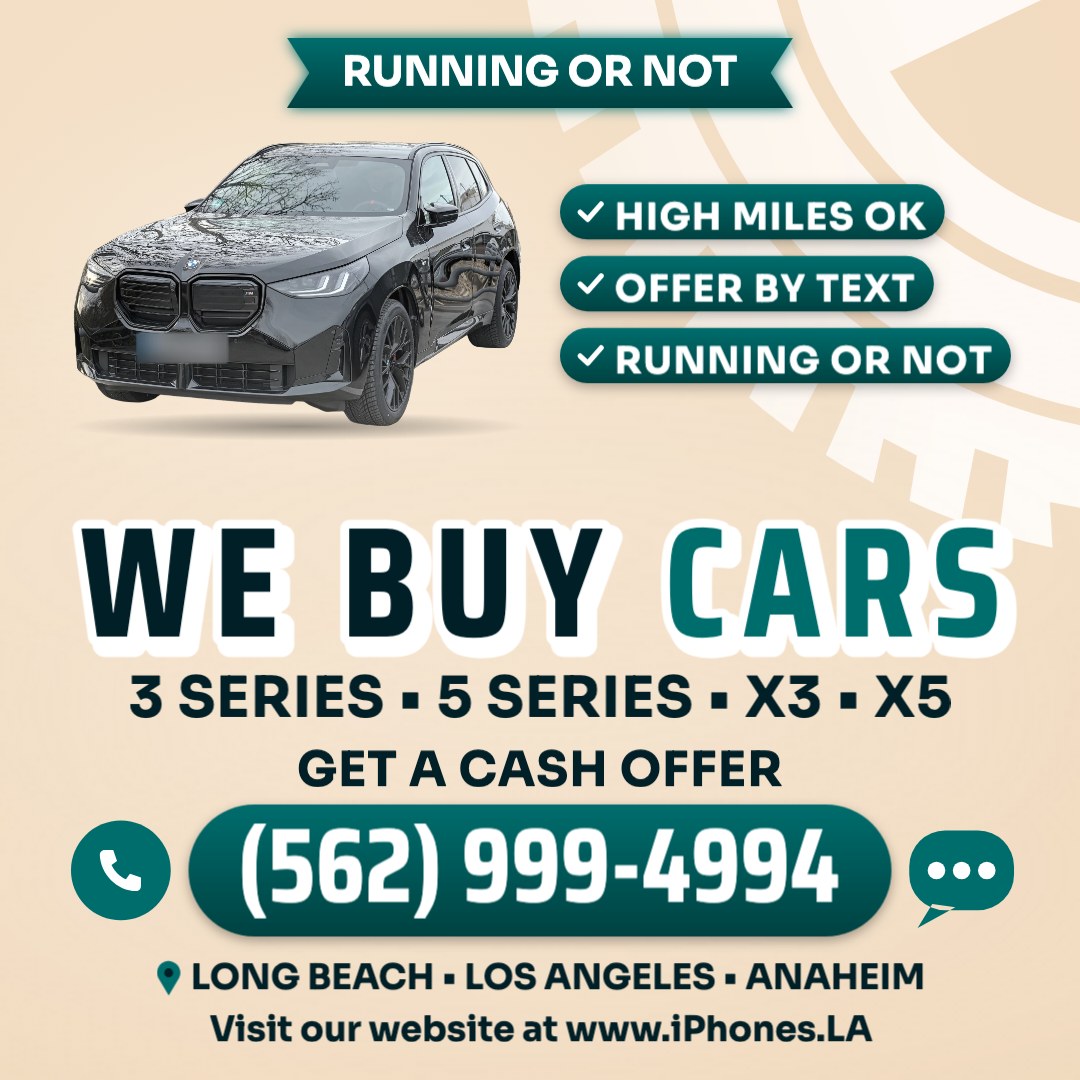 RUNNING OR NOT
HIGH MILES OK
OFFER BY TEXT
RUNNING OR NOT
WE BUY CARS
3 SERIES ▪ 5 SERIES ▪ X3 ▪ X5
GET A CASH OFFER
(562) 999-4994
LONG BEACH ▪ LOS ANGELES ▪ ANAHEIM
Visit our website at www.iPhones.LA